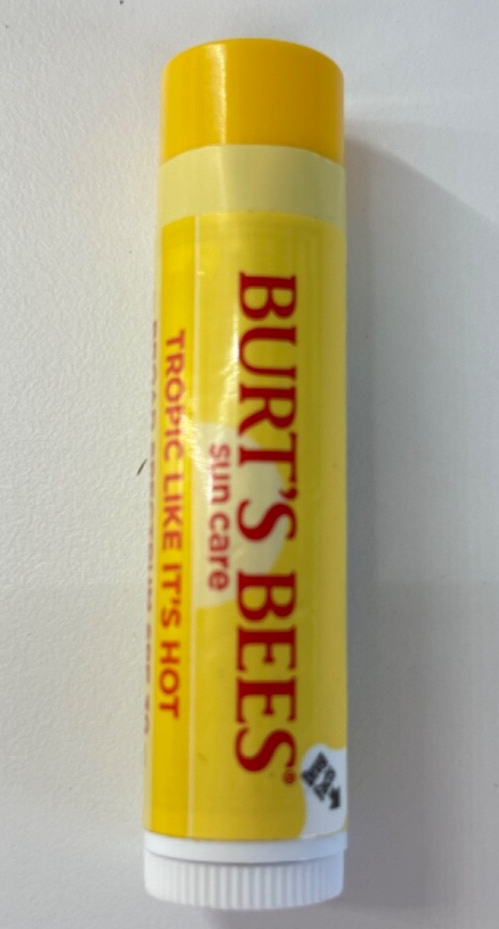 BURT'S BEES®
sun care
TROPIC LIKE IT'S HOT